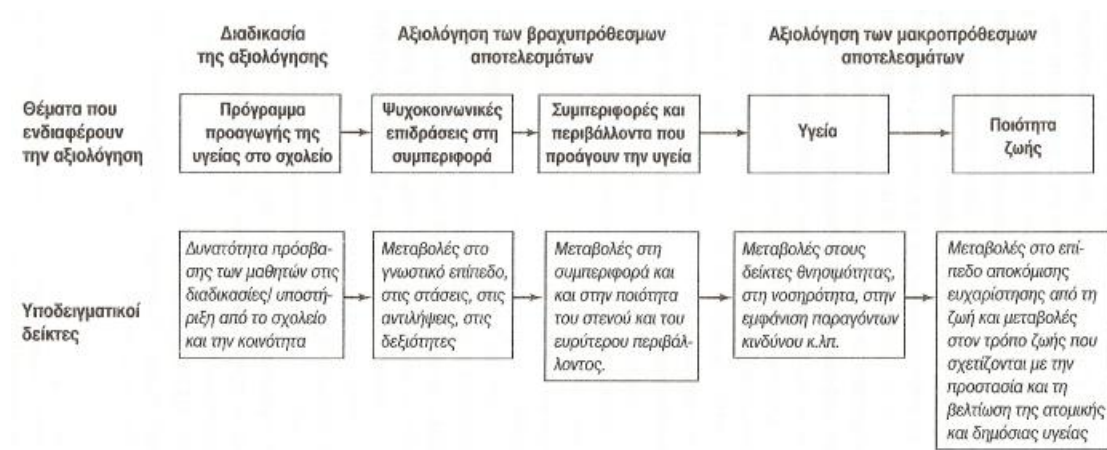 Διαδικασία
της αξιολόγησης
Αξιολόγηση των βραχυπρόθεσμων
αποτελεσμάτων
Αξιολόγηση των μακροπρόθεσμων
αποτελεσμάτων
Θέματα που
ενδιαφέρουν
την αξιολόγηση
Πρόγραμμα
προαγωγής της
υγείας στο σχολείο
Ψυχοκοινωνικές
επιδράσεις στη
συμπεριφορά
Συμπεριφορές και
περιβάλλοντα που
προάγουν την υγεία
Υγεία
Ποιότητα
ζωής
Υποδειγματικοί
δείκτες
Δυνατότητα πρόσβα-
σης των μαθητών στις
διαδικασίες/ υποστή-
ριξη από το σχολείο
και την κοινότητα
Μεταβολές στο
γνωστικό επίπεδο,
στις στάσεις, στις
αντιλήψεις, στις
δεξιότητες
Μεταβολές στη
συμπεριφορά και
και στην ποιότητα
του στενού και του
ευρύτερου περιβάλ-
λοντος.
Μεταβολές στους
δείκτες θνησιμότητας,
στη νοσηρότητα, στην
εμφάνιση παραγόντων
κινδύνου κ.λπ.
Μεταβολές στο επί-
πεδο αποκόμισης
ευχαρίστησης από τη
ζωή και μεταβολές
στον τρόπο ζωής που
σχετίζονται με την
προστασία και τη
βελτίωση της ατομικής
και δημόσιας υγείας